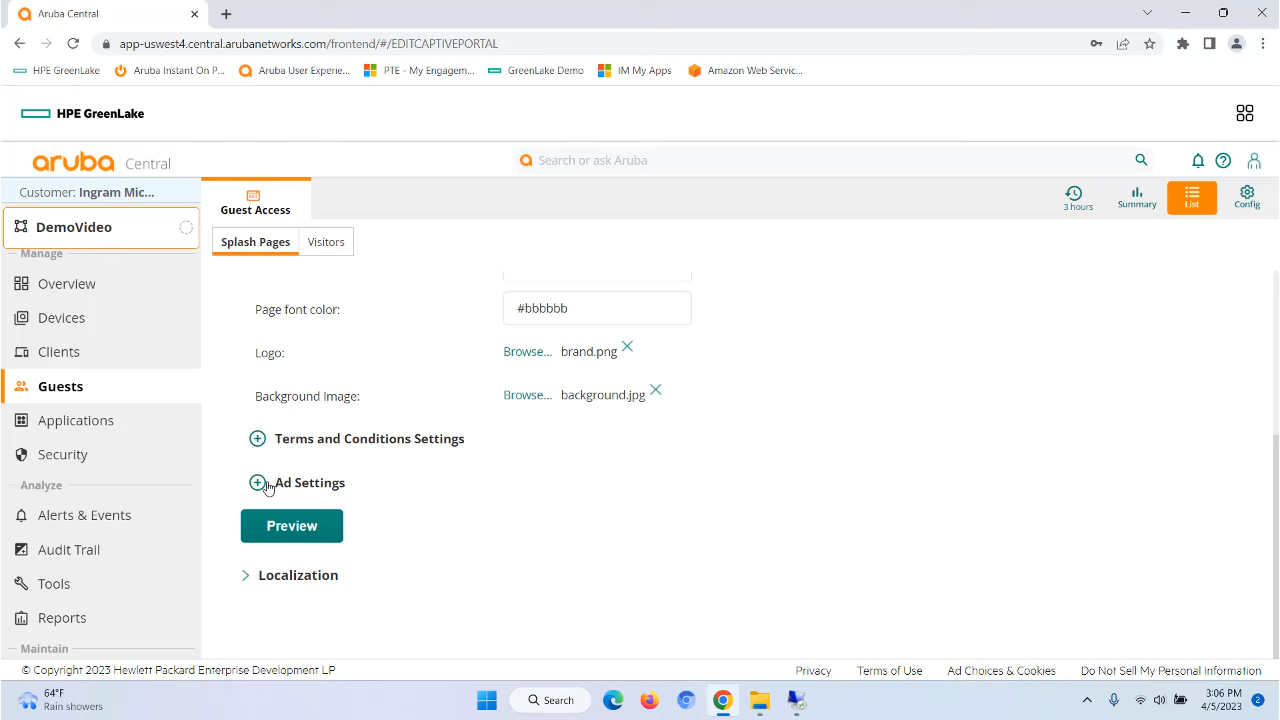 Aruba Central
app-uswest4.central.arubanetworks.com/frontend/#/EDITCAPTIVEPORTAL
HPE GreenLake
Aruba Instant On P...
Aruba User Experie...
PTE - My Engagem...
GreenLake Demo
IM My Apps
Amazon Web Servic...
HPE GreenLake
aruba Central
Search or ask Aruba
Customer: Ingram Mic...
DemoVideo
Guest Access
3 hours
Summary
List
Config
Splash Pages
Visitors
Manage
Overview
Devices
Clients
Guests
Applications
Security
Analyze
Alerts & Events
Audit Trail
Tools
Reports
Maintain
Page font color:
#bbbbbb
Logo:
Browse... brand.png
Background Image:
Browse... background.jpg
Terms and Conditions Settings
Ad Settings
Preview
Localization
© Copyright 2023 Hewlett Packard Enterprise Development LP
Privacy
Terms of Use
Ad Choices & Cookies
Do Not Sell My Personal Information
64°F
Rain showers
Search
3:06 PM
4/5/2023
2